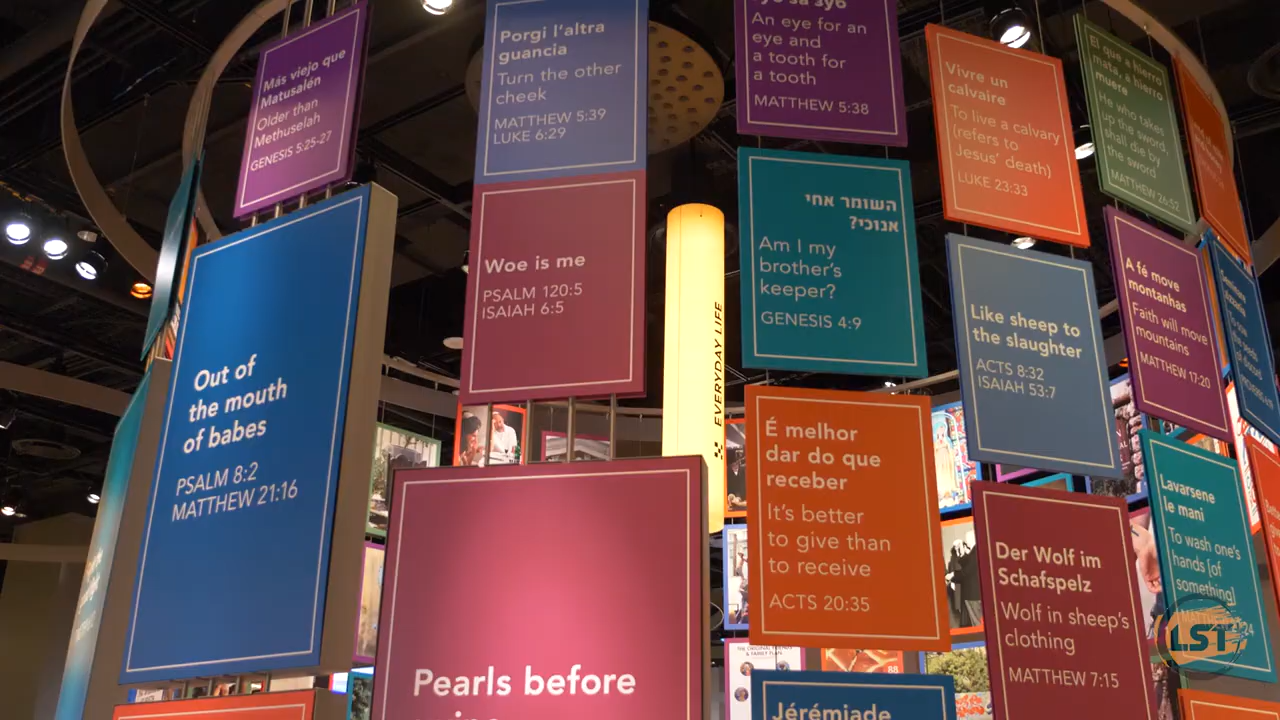 Más viejo que
Matusalén
Older than
Methuselah
GENESIS 5:25-27
Porgi l'altra
guancia
Turn the other
cheek
MATTHEW 5:39
LUKE 6:29
An eye for an
eye and
a tooth for
a tooth
MATTHEW 5:38
Vivre un
calvaire
To live a calvary
(refers to
Jesus' death)
LUKE 23:33
El que a hierro
mata, a hierro
muere
He who takes
up the sword,
shall die by
the sword
MATTHEW 26:52
Out of
the mouth
of babes
PSALM 8:2
MATTHEW 21:16
Woe is me
PSALM 120:5
ISAIAH 6:5
EVERYDAY LIFE
השומר אחי
אנוכי?
Am I my
brother's
keeper?
GENESIS 4:9
Like sheep to
the slaughter
ACTS 8:32
ISAIAH 53:7
A fé move
montanhas
Faith will move
mountains
MATTHEW 17:20
Pearls before
É melhor
dar do que
receber
It's better
to give than
to receive
ACTS 20:35
Der Wolf im
Schafspelz
Wolf in sheep's
clothing
MATTHEW 7:15
Lavarsene
le mani
To wash one's
hands [of
something]
Jérémiade
88
LST